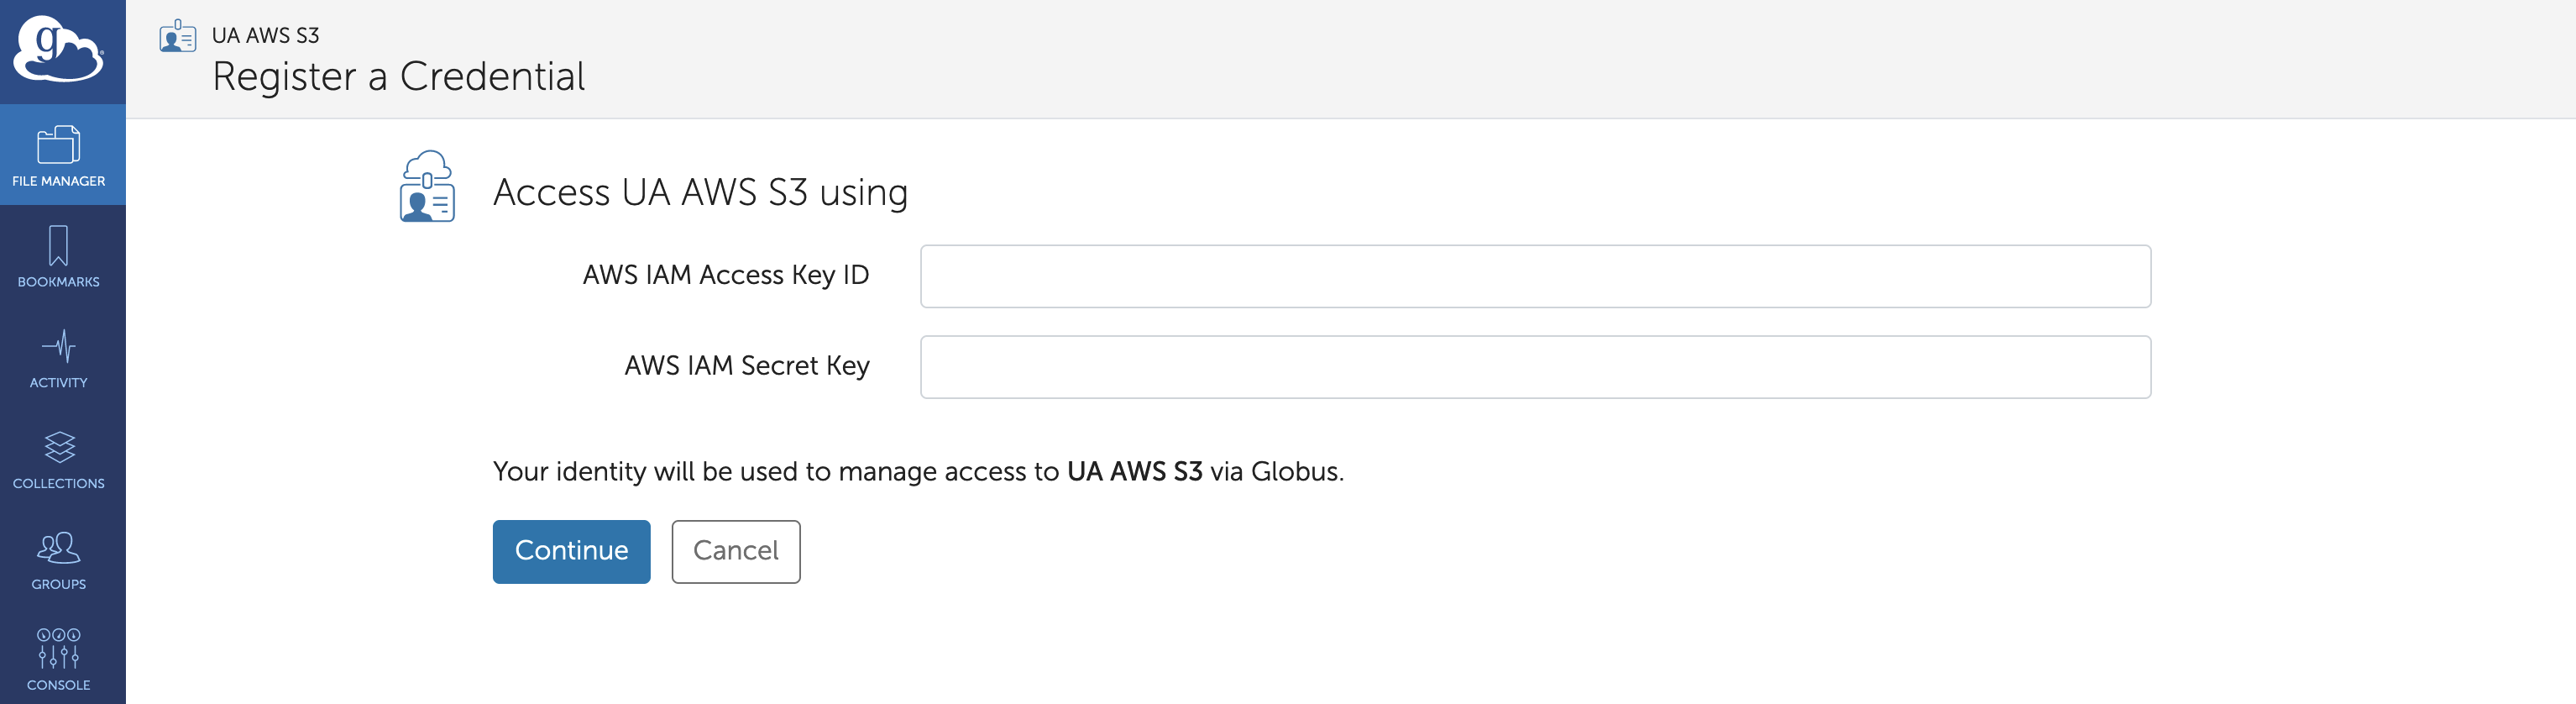 g
FILE MANAGER
BOOKMARKS
ACTIVITY
COLLECTIONS
GROUPS
CONSOLE
UA AWS S3
Register a Credential
Access UA AWS S3 using
AWS IAM Access Key ID
AWS IAM Secret Key
Your identity will be used to manage access to UA AWS S3 via Globus.
Continue Cancel